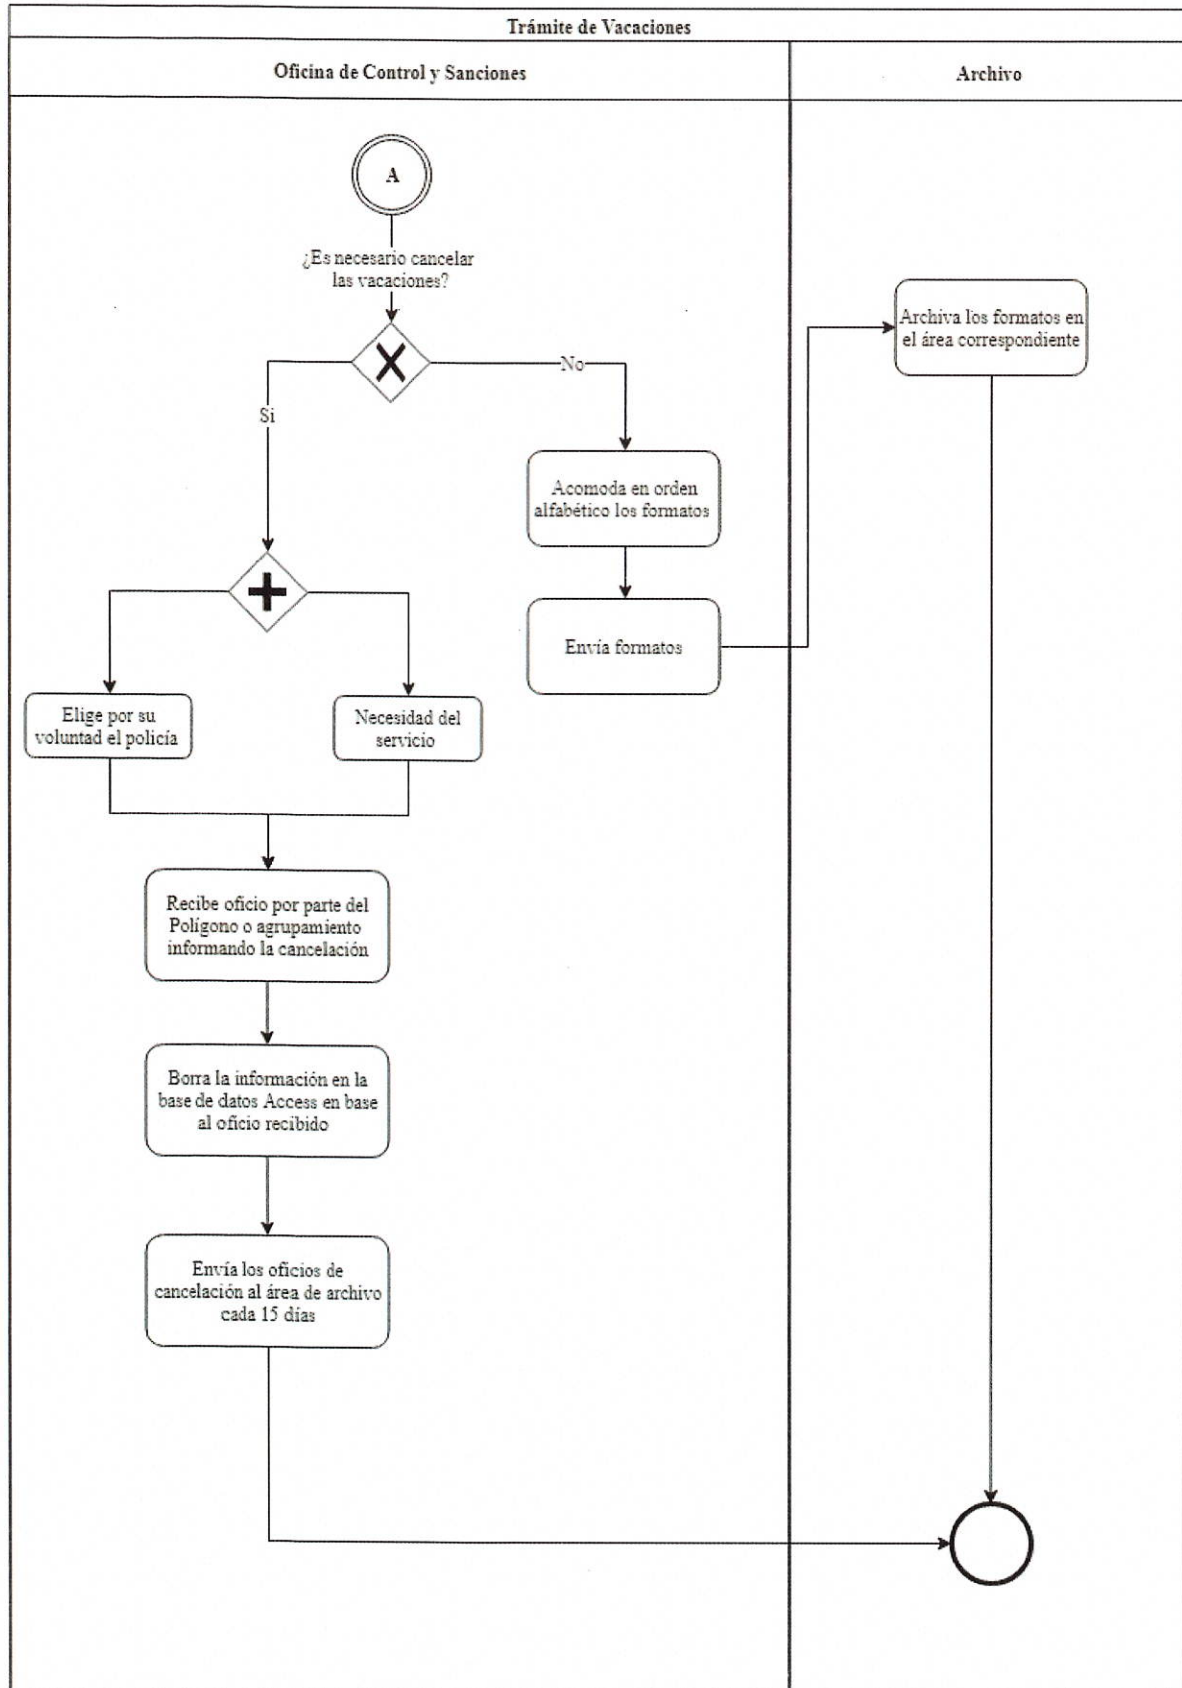 Trámite de Vacaciones
Oficina de Control y Sanciones
Archivo
A
¿Es necesario cancelar
las vacaciones?
No
Si
Archiva los formatos en
el área correspondiente
Acomoda en orden
alfabético los formatos
Envía formatos
Elige por su
voluntad el policía
Necesidad del
servicio
Recibe oficio por parte del
Polígono o agrupamiento
informando la cancelación
Borra la información en la
base de datos Access en base
al oficio recibido
Envía los oficios de
cancelación al área de archivo
cada 15 días